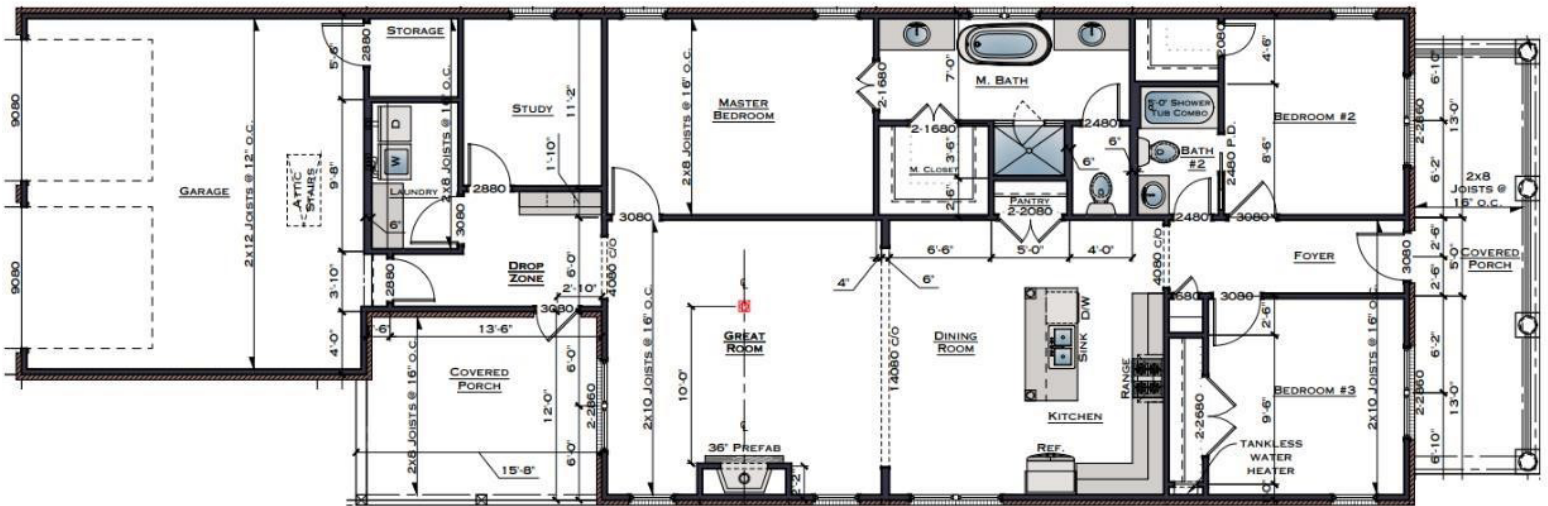 STORAGE
2880
5'-6"
9080
2X12 JOISTS @ 12" O.C.
GARAGE
ATTIC
STAIRS
9'-8"
3'-10"
4'-0"
9080
D
W
LAUNDRY
6"
2X8 JOISTS @ 16" O.C.
3080
2880
STUDY
11'-2"
1'-10"
2880
DROP
ZONE
6'-0"
2'-10"
4080 C/O
3080
13'-6"
COVERED
PORCH
2X8 JOISTS @ 16" O.C.
12'-0"
6'-0"
2-2860
6'-0"
15'-8"
MASTER
BEDROOM
2X8 JOISTS @ 16" O.C.
3080
2X10 JOISTS @ 16" O.C.
GREAT
ROOM
10'-0"
36" PREFAB
2'-2"
4"
6"
14080 C/O
2-1680
7'-0"
M. BATH
2-1680
2480
3'-6"
M. CLOSET
2'-6"
6"
6"
PANTRY
2-2080
6'-6"
5'-0"
4'-0"
DINING
ROOM
D/W
SINK
RANGE
KITCHEN
REF.
4080 C/O
2080
4'-6"
5'-0" SHOWER
TUB COMBO
BEDROOM #2
BATH
#2
2480 P.D.
8'-6"
2480
3080
2-2860
6'-10"
13'-0"
6'-2"
2X8
JOISTS @
16" O.C.
FOYER
3080
2'-6"
5'-0"
2'-6"
COVERED
PORCH
1680
3080
2'-6"
BEDROOM #3
9'-6"
2-2680
2X10 JOISTS @ 16" O.C.
2-2860
6'-2"
13'-0"
6'-10"
TANKLESS
WATER
HEATER